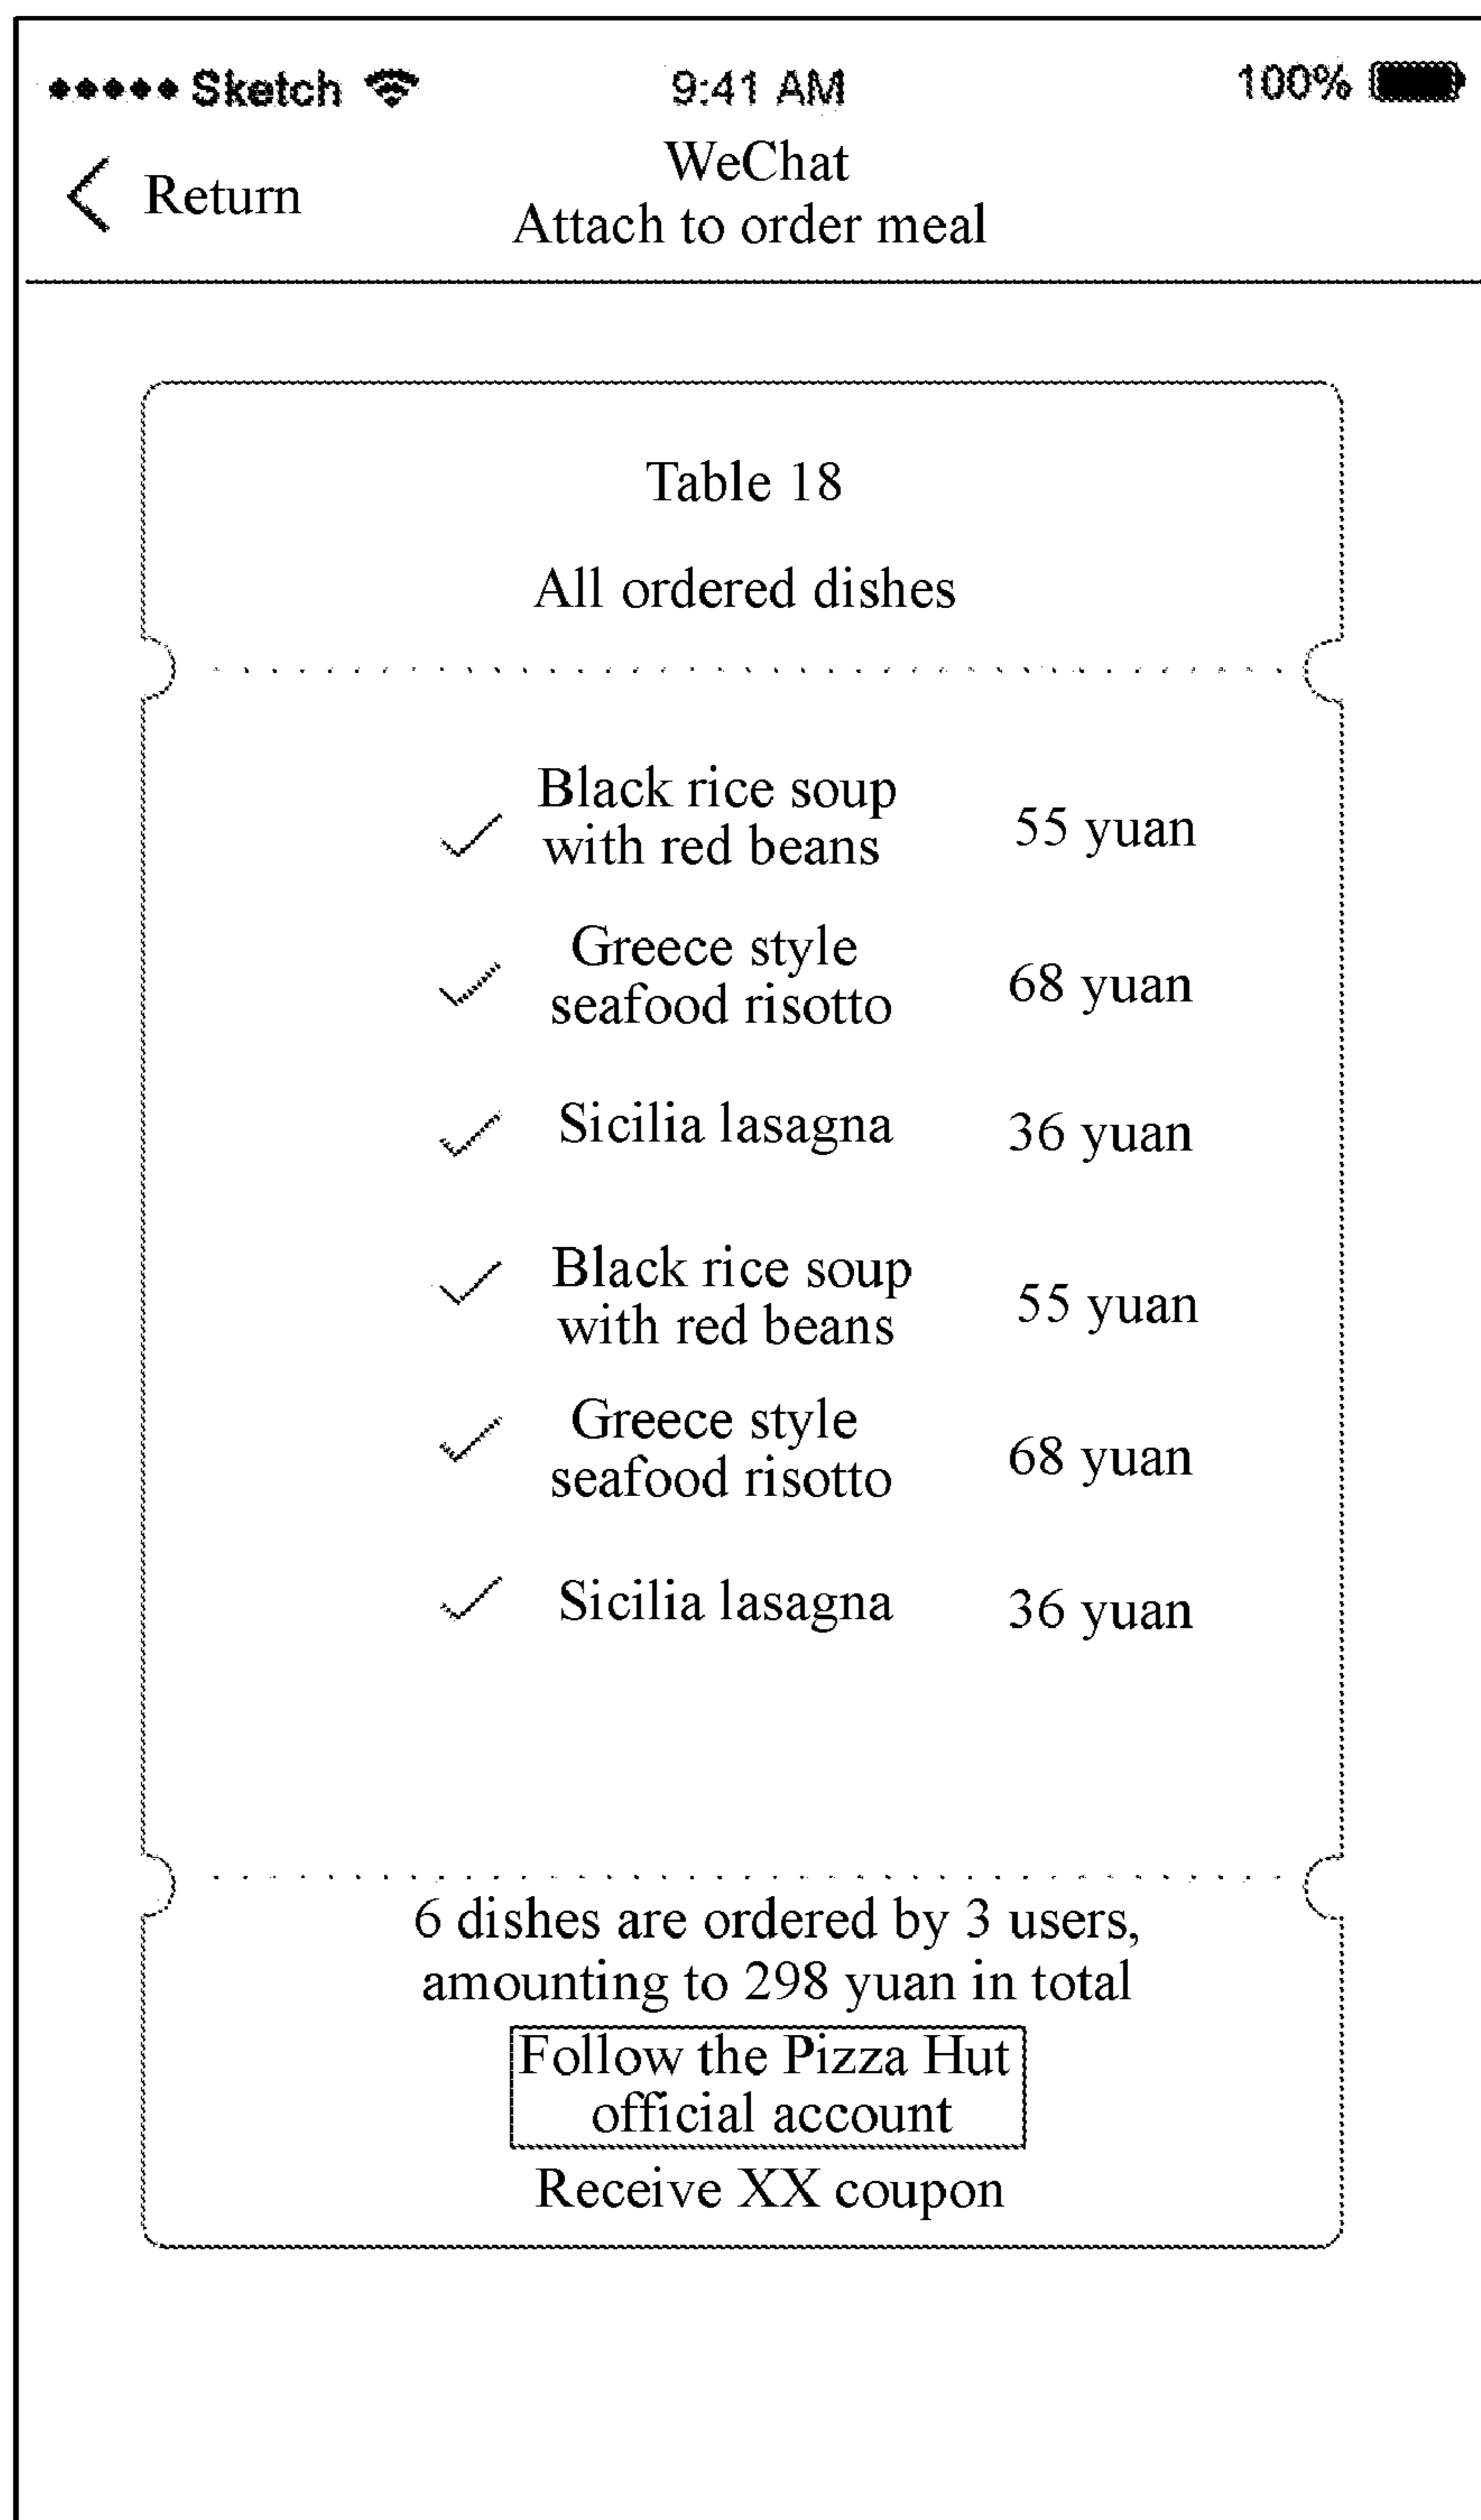 Sketch 9:41 AM 100%
WeChat
Return
Attach to order meal
Table 18
All ordered dishes
Black rice soup
with red beans 55 yuan
Greece style
seafood risotto 68 yuan
Sicilia lasagna 36 yuan
Black rice soup
with red beans 55 yuan
Greece style
seafood risotto 68 yuan
Sicilia lasagna 36 yuan
6 dishes are ordered by 3 users,
amounting to 298 yuan in total
Follow the Pizza Hut
official account
Receive XX coupon